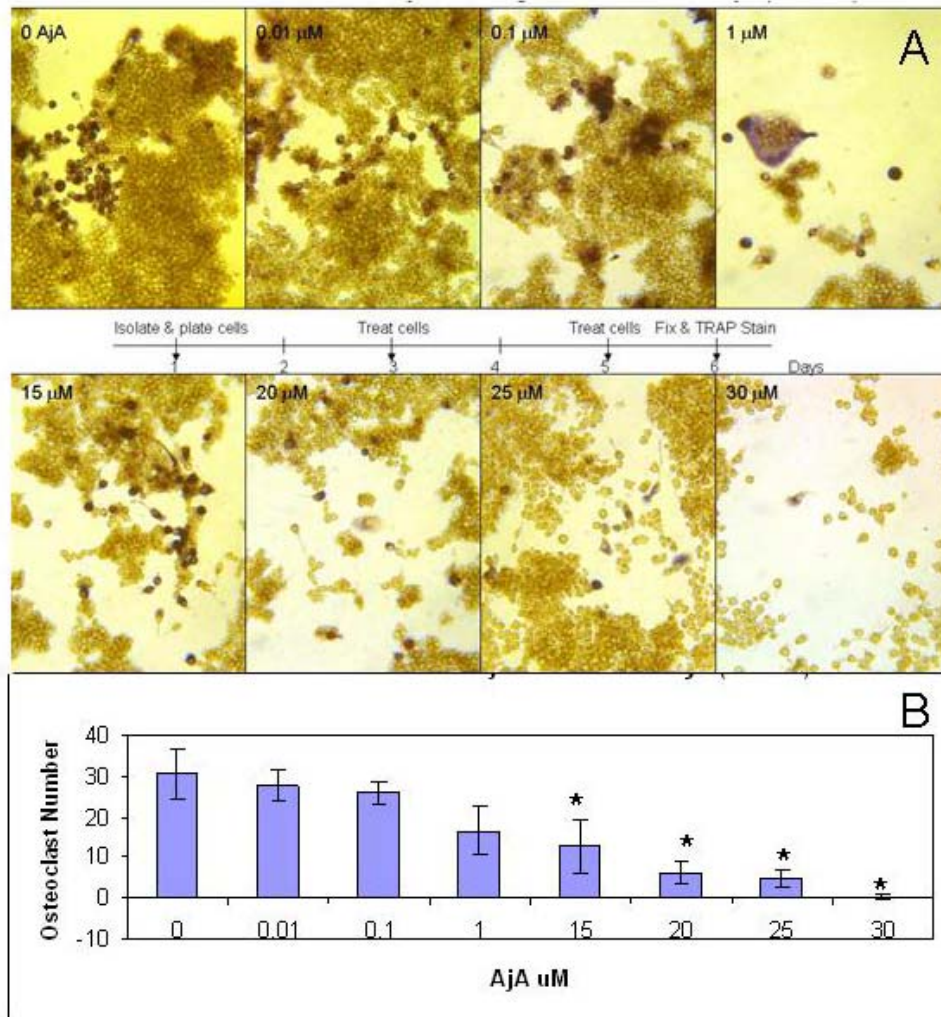 0 AjA 0.01 μM 0.1 μM 1 μM A
Isolate & plate cells Treat cells Treat cells Fix & TRAP Stain
1 2 3 4 5 6 Days
15 μM 20 μM 25 μM 30 μM
B
Osteoclast Number
40
30
20
10
0
-10
* * * *
0 0.01 0.1 1 15 20 25 30
AjA uM